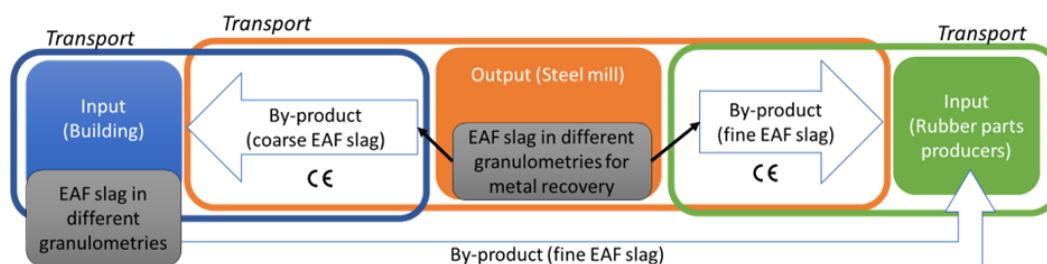 Transport
Transport
Transport
Input
(Building)
By-product
(coarse EAF slag)
CE
Output (Steel mill)
EAF slag in different
granulometries for
metal recovery
By-product
(fine EAF slag)
CE
Input
(Rubber parts
producers)
EAF slag in
different
granulometries
By-product (fine EAF slag)